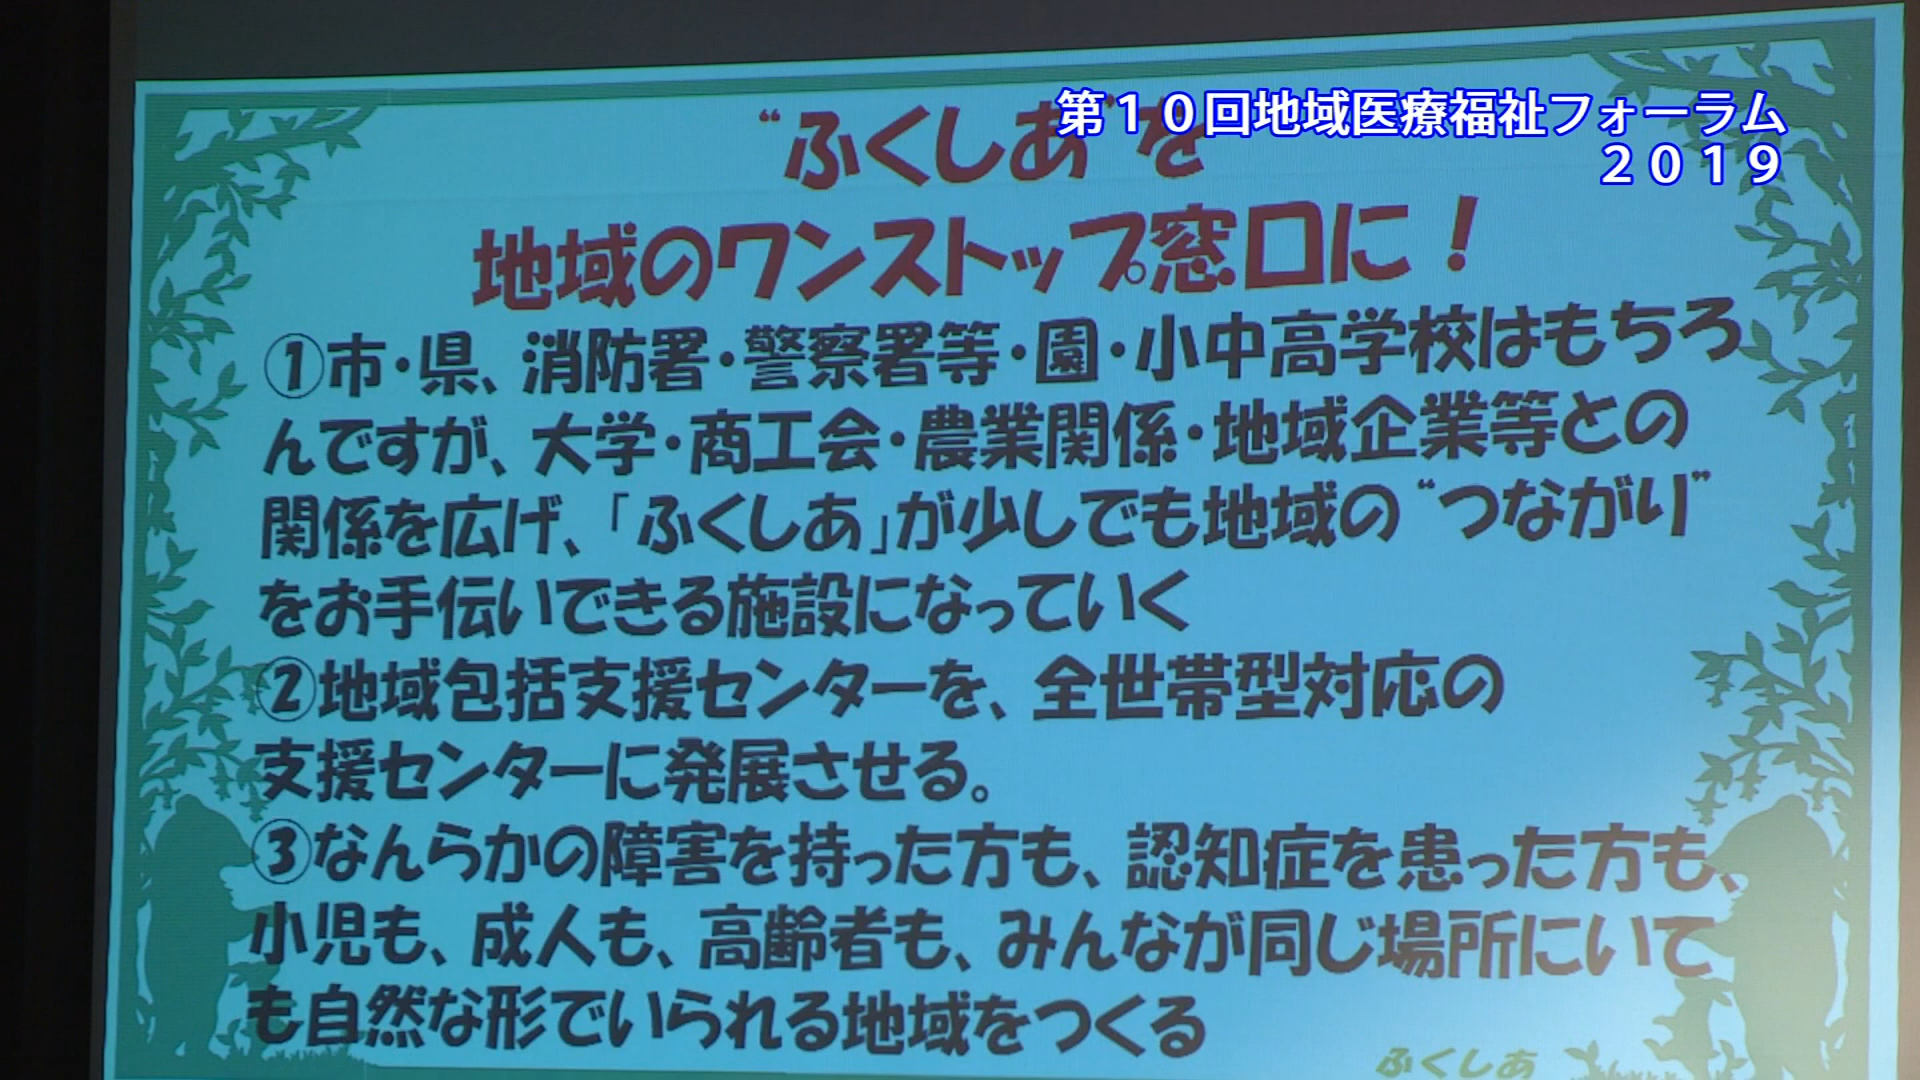 第１０回地域医療福祉フォーラム
２０１９
“ふくしあ”を
地域のワンストップ窓口に！
①市・県、消防署・警察署等・園・小中高学校はもちろ
んですが、大学・商工会・農業関係・地域企業等との
関係を広げ、「ふくしあ」が少しでも地域の“つながり”
をお手伝いできる施設になっていく
②地域包括支援センターを、全世帯型対応の
支援センターに発展させる。
③なんらかの障害を持った方も、認知症を患った方も、
小児も、成人も、高齢者も、みんなが同じ場所にいて
も自然な形でいられる地域をつくる
ふくしあ